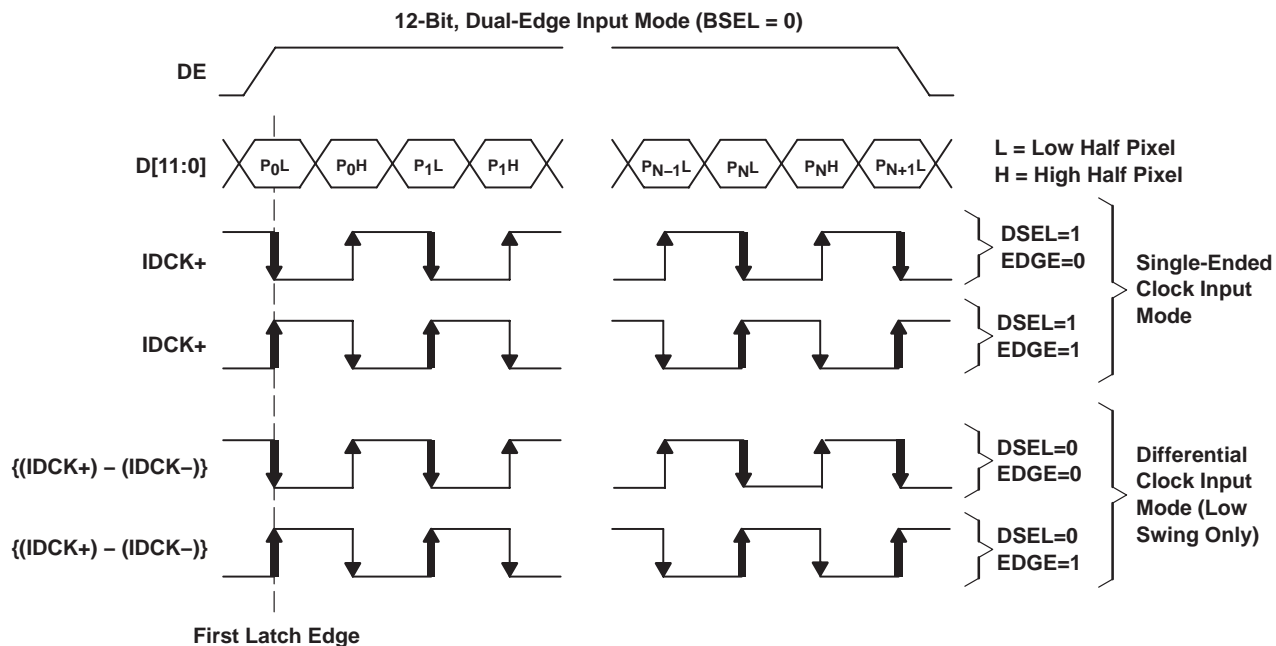 12-Bit, Dual-Edge Input Mode (BSEL = 0)
DE
D[11:0]
P0L
P0H
P1L
P1H
PN–1L
PNL
PNH
PN+1L
L = Low Half Pixel
H = High Half Pixel
IDCK+
DSEL=1
EDGE=0
IDCK+
DSEL=1
EDGE=1
Single-Ended
Clock Input
Mode
{(IDCK+) – (IDCK–)}
DSEL=0
EDGE=0
{(IDCK+) – (IDCK–)}
DSEL=0
EDGE=1
Differential
Clock Input
Mode (Low
Swing Only)
First Latch Edge